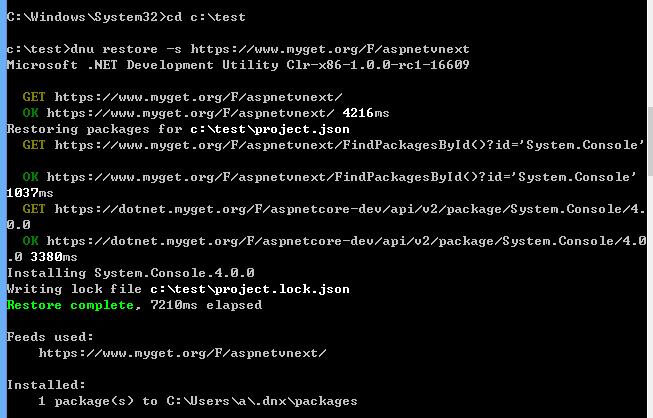 C:\Windows\System32>cd c:\test
c:\test>dnu restore -s https://www.myget.org/F/aspnetvnext
Microsoft .NET Development Utility Clr-x86-1.0.0-rc1-16609
GET https://www.myget.org/F/aspnetvnext/
OK https://www.myget.org/F/aspnetvnext/ 4216ms
Restoring packages for c:\test\project.json
GET https://www.myget.org/F/aspnetvnext/FindPackagesById()?id='System.Console'
OK https://www.myget.org/F/aspnetvnext/FindPackagesById()?id='System.Console'
1037ms
GET https://dotnet.myget.org/F/aspnetcore-dev/api/v2/package/System.Console/4.
0.0
OK https://dotnet.myget.org/F/aspnetcore-dev/api/v2/package/System.Console/4.0
.0 3380ms
Installing System.Console.4.0.0
Writing lock file c:\test\project.lock.json
Restore complete, 7210ms elapsed
Feeds used:
https://www.myget.org/F/aspnetvnext/
Installed:
1 package(s) to C:\Users\a\.dnx\packages